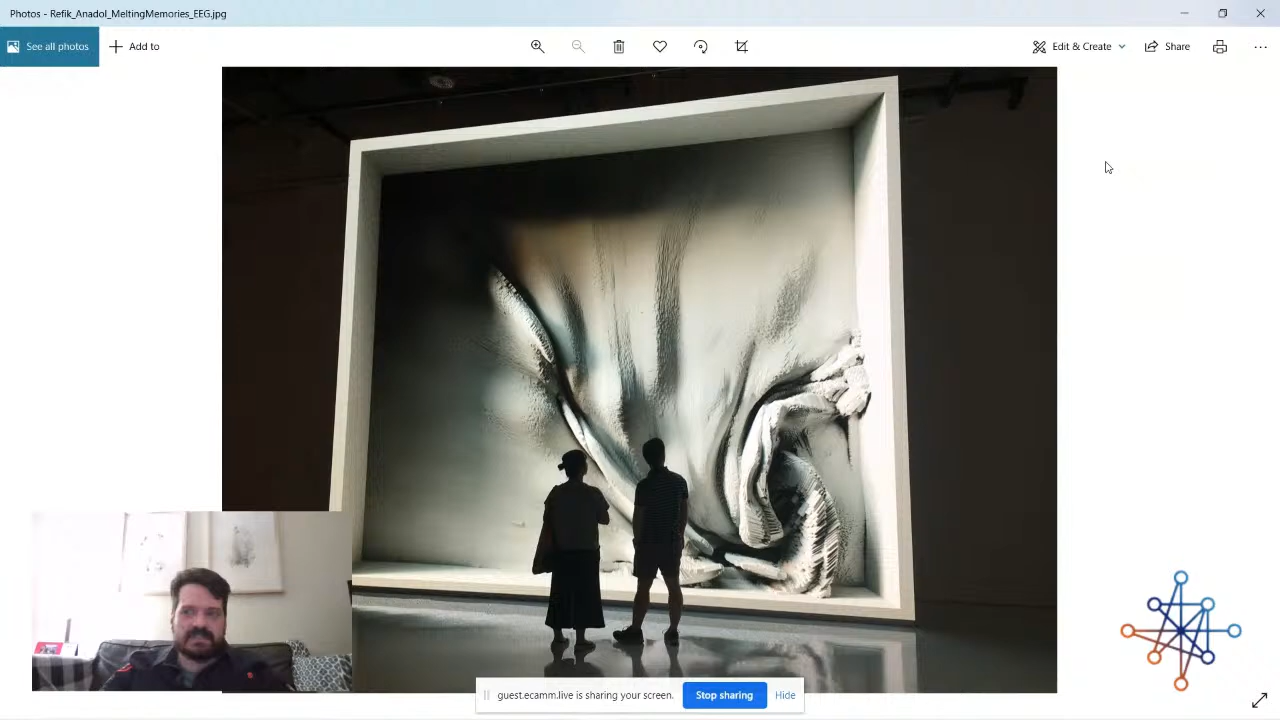 Photos - Refik_Anadol_MeltingMemories_EEG.jpg
See all photos
Add to
Edit & Create
Share
guest.ecamm.live is sharing your screen.
Stop sharing
Hide